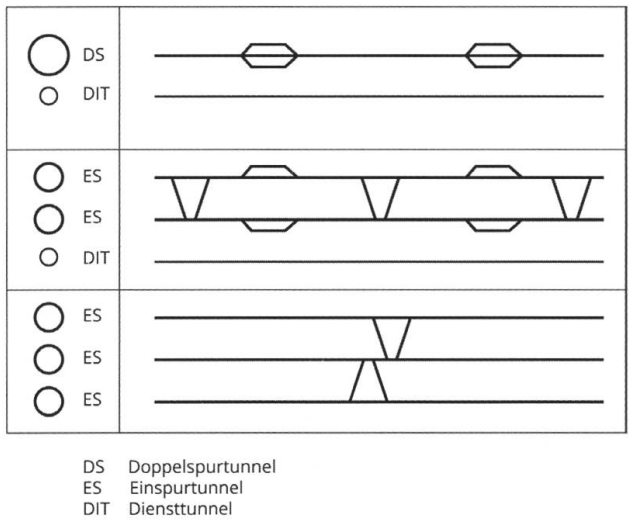 DS
DIT
ES
ES
DIT
ES
ES
ES
DS Doppelspurtunnel
ES Einspurtunnel
DIT Diensttunnel